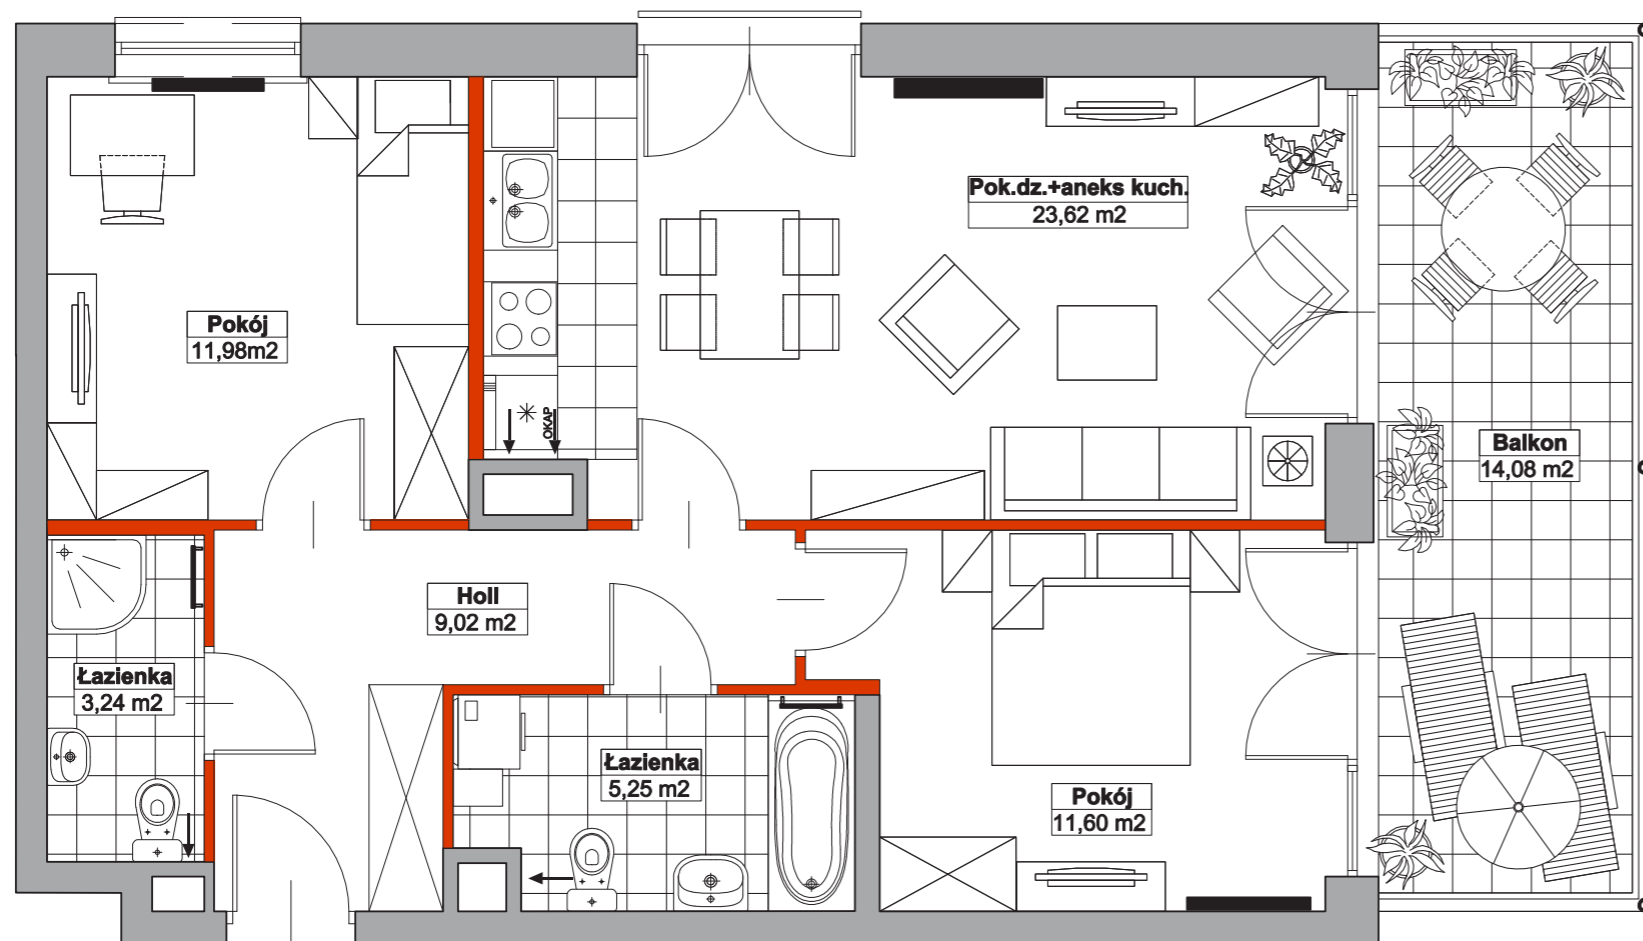 Pok.dz.+aneks kuch.
23,62 m2
Pokój
11,98m2
OKAP
Balkon
14,08 m2
Holl
9,02 m2
Łazienka
3,24 m2
Łazienka
5,25 m2
Pokój
11,60 m2